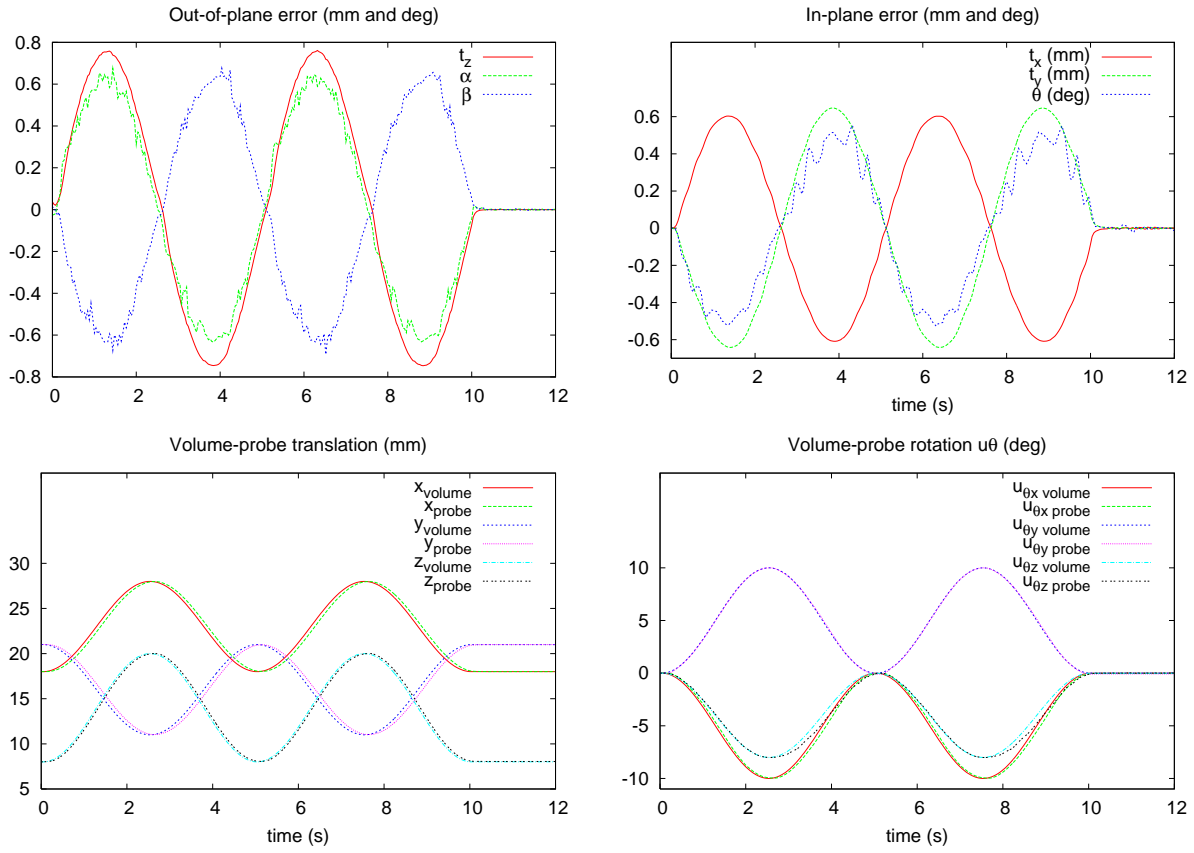 Out-of-plane error (mm and deg)
0.8
0.6
0.4
0.2
0
-0.2
-0.4
-0.6
-0.8
0 2 4 6 8 10 12
t_z
α
β
In-plane error (mm and deg)
0.6
0.4
0.2
0
-0.2
-0.4
-0.6
0 2 4 6 8 10 12
time (s)
t_x (mm)
t_y (mm)
θ (deg)
Volume-probe translation (mm)
30
25
20
15
10
5
0 2 4 6 8 10 12
time (s)
x_volume
x_probe
y_volume
y_probe
z_volume
z_probe
Volume-probe rotation uθ (deg)
10
5
0
-5
-10
0 2 4 6 8 10 12
time (s)
u_θx volume
u_θx probe
u_θy volume
u_θy probe
u_θz volume
u_θz probe